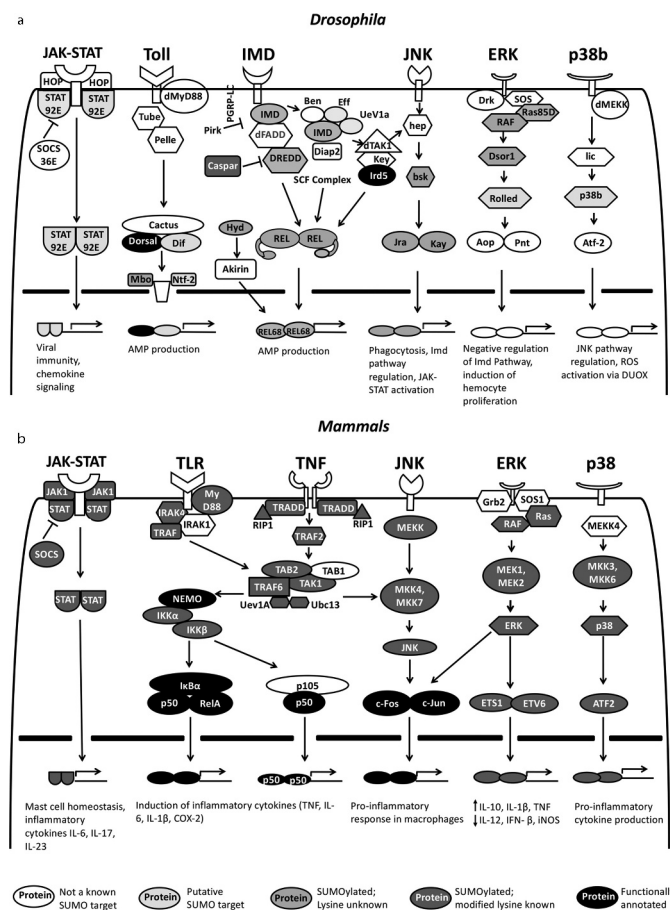 a
Drosophila
JAK-STAT Toll IMD JNK ERK p38b
HOP HOP
STAT STAT
92E 92E
SOCS
36E
STAT STAT
92E 92E
Viral
immunity,
chemokine
signaling
dMyD88
Tube
Pelle
Cactus
Dorsal Dif
Mbo Ntf-2
AMP production
PGRP-LC
Pirk
IMD
dFADD
DREDD
Caspar
Ben Eff
UeV1a
IMD
Diap2
dTAK1
Key
Ird5
SCF Complex
REL REL
Hyd
Akirin
REL68 REL68
AMP production
hep
bsk
Jra Kay
Phagocytosis, Imd
pathway
regulation, JAK-
STAT activation
Drk SOS
Ras85D
RAF
Dsor1
Rolled
Aop Pnt
Negative regulation
of Imd Pathway,
induction of
hemocyte
proliferation
dMEKK
lic
p38b
Atf-2
JNK pathway
regulation, ROS
activation via DUOX
b
Mammals
JAK-STAT TLR TNF JNK ERK p38
JAK1 JAK1
STAT STAT
SOCS
STAT STAT
Mast cell homeostasis,
inflammatory
cytokines IL-6, IL-17,
IL-23
My
D88
IRAK4
IRAK1
TRAF
TRADD TRADD
RIP1 RIP1
TRAF2
TAB2 TAB1
TAK1
TRAF6
Uev1A Ubc13
NEMO
IKKα
IKKβ
IκBα
p50 RelA
p105
p50
p50 p50
Induction of inflammatory cytokines (TNF, IL-
6, IL-1β, COX-2)
MEKK
MKK4,
MKK7
JNK
c-Fos c-Jun
Pro-inflammatory
response in macrophages
Grb2 SOS1
Ras
RAF
MEK1,
MEK2
ERK
ETS1 ETV6
IL-10, IL-1β, TNF
IL-12, IFN- β, iNOS
MEKK4
MKK3,
MKK6
p38
ATF2
Pro-inflammatory
cytokine production
Protein Not a known
SUMO target
Protein Putative
SUMO target
Protein SUMOylated;
Lysine unknown
Protein SUMOylated;
modified lysine known
Protein Functionall
annotated